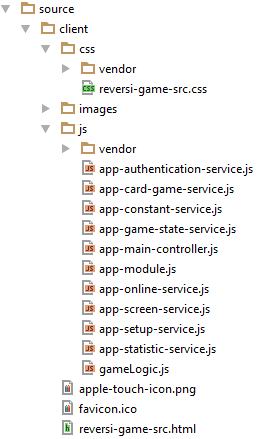 source
client
css
vendor
reversi-game-src.css
images
js
vendor
app-authentication-service.js
app-card-game-service.js
app-constant-service.js
app-game-state-service.js
app-main-controller.js
app-module.js
app-online-service.js
app-screen-service.js
app-setup-service.js
app-statistic-service.js
gameLogic.js
apple-touch-icon.png
favicon.ico
reversi-game-src.html